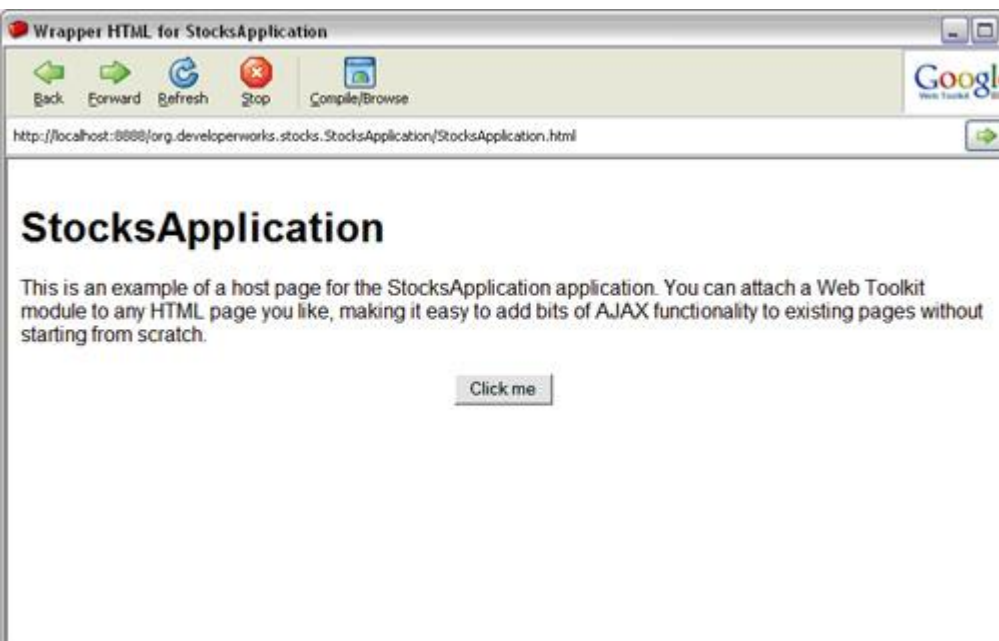 Wrapper HTML for StocksApplication
Back Forward Refresh Stop Compile/Browse
Google
Web Toolkit
http://localhost:8888/org.developerworks.stocks.StocksApplication/StocksApplication.html
StocksApplication
This is an example of a host page for the StocksApplication application. You can attach a Web Toolkit
module to any HTML page you like, making it easy to add bits of AJAX functionality to existing pages without
starting from scratch.
Click me